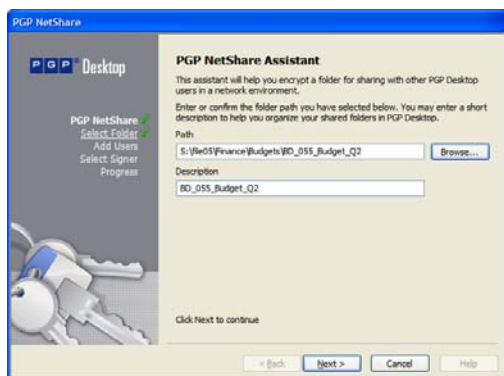 PGP NetShare
PGP Desktop
PGP NetShare
Select Folder
Add Users
Select Signer
Progress
PGP NetShare Assistant
This assistant will help you encrypt a folder for sharing with other PGP Desktop
users in a network environment.
Enter or confirm the folder path you have selected below. You may enter a short
description to help you organize your shared folders in PGP Desktop.
Path
S:\file05\Finance\Budgets\BD_055_Budget_Q2
Browse...
Description
BD_055_Budget_Q2
Click Next to continue
< Back
Next >
Cancel
Help